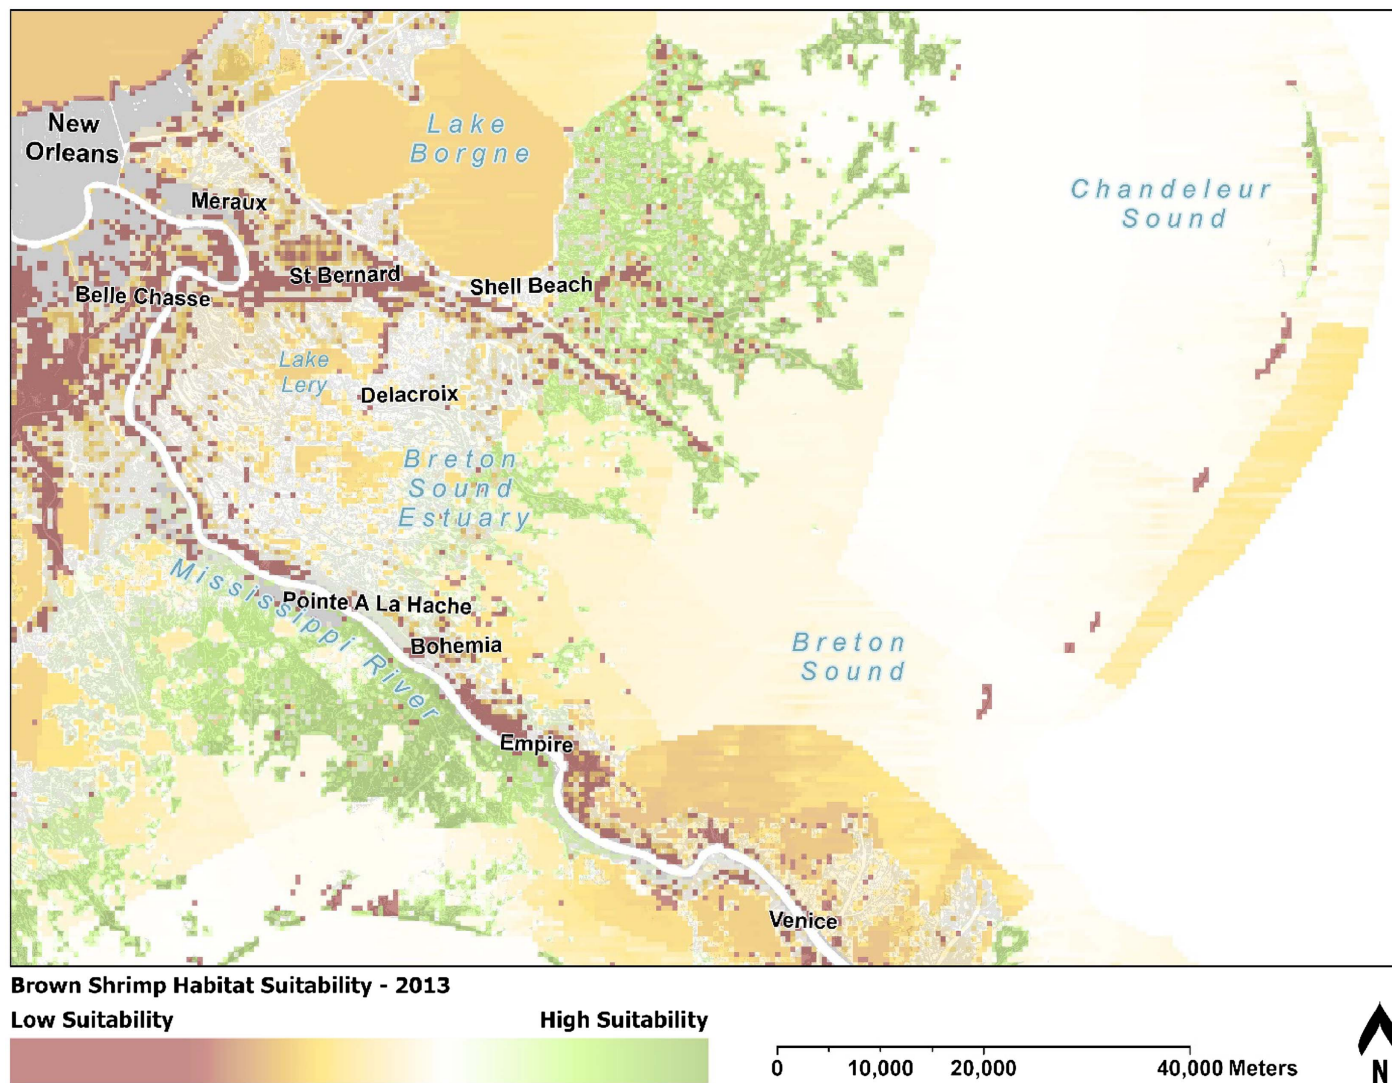 New
Orleans
Lake
Borgne
Meraux
Chandeleur
Sound
St Bernard
Shell Beach
Belle Chasse
Lake
Lery
Delacroix
Breton
Sound
Estuary
Mississippi River
Pointe A La Hache
Bohemia
Breton
Sound
Empire
Venice
Brown Shrimp Habitat Suitability - 2013
Low Suitability
High Suitability
0
10,000
20,000
40,000 Meters
N